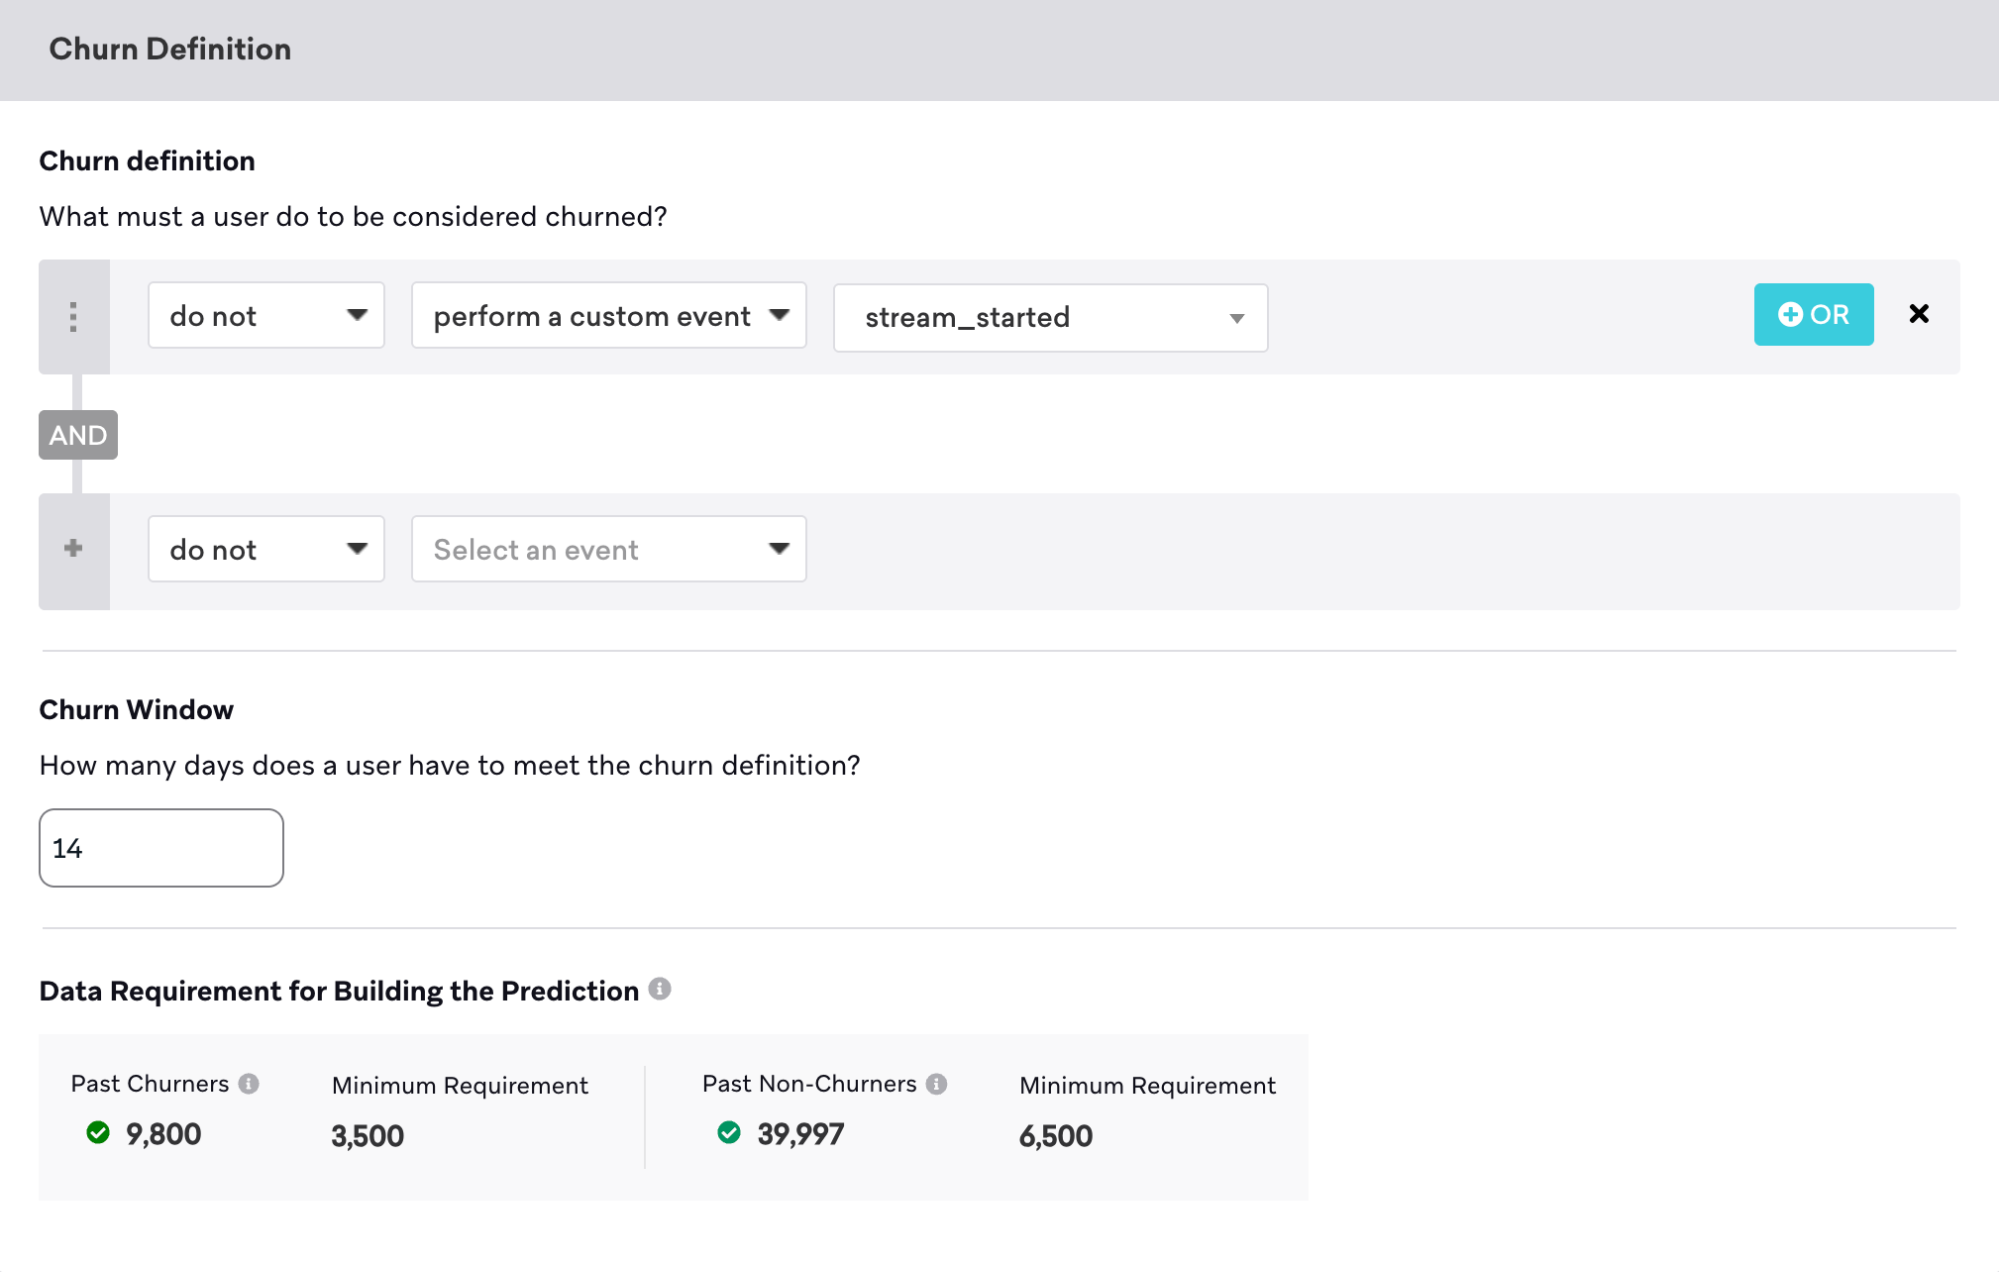 Churn Definition
Churn definition
What must a user do to be considered churned?
do not perform a custom event stream_started OR
AND
do not Select an event
Churn Window
How many days does a user have to meet the churn definition?
14
Data Requirement for Building the Prediction
Past Churners Minimum Requirement Past Non-Churners Minimum Requirement
9,800 3,500 39,997 6,500